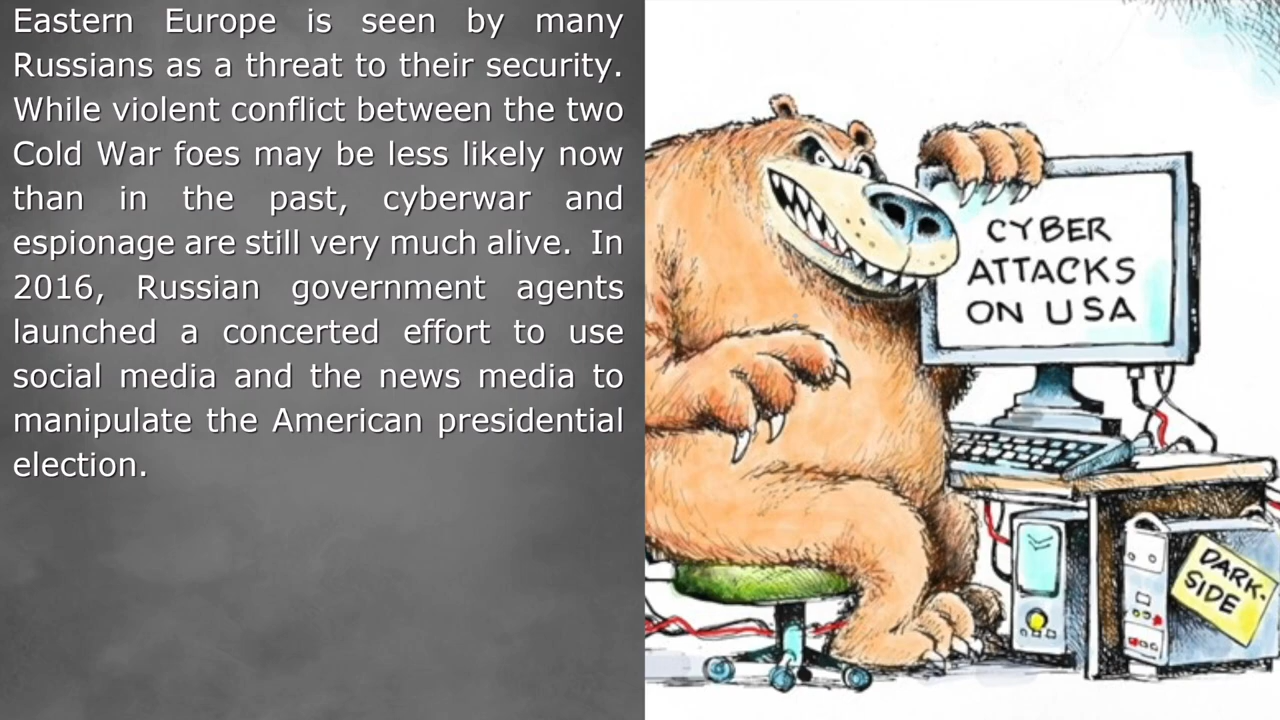 Eastern Europe is seen by many
Russians as a threat to their security.
While violent conflict between the two
Cold War foes may be less likely now
than in the past, cyberwar and
espionage are still very much alive.  In
2016, Russian government agents
launched a concerted effort to use
social media and the news media to
manipulate the American presidential
election.
CYBER
ATTACKS
ON USA
DARK-
SIDE